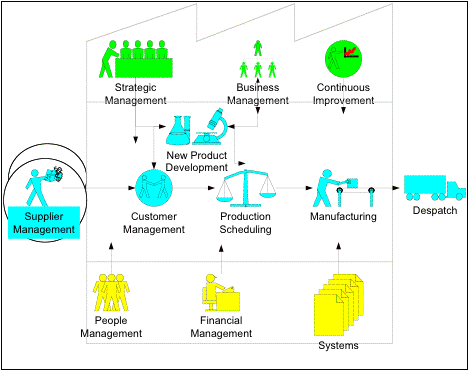 Strategic
Management
Business
Management
Continuous
Improvement
New Product
Development
Supplier
Management
Customer
Management
Production
Scheduling
Manufacturing
Despatch
People
Management
Financial
Management
Systems